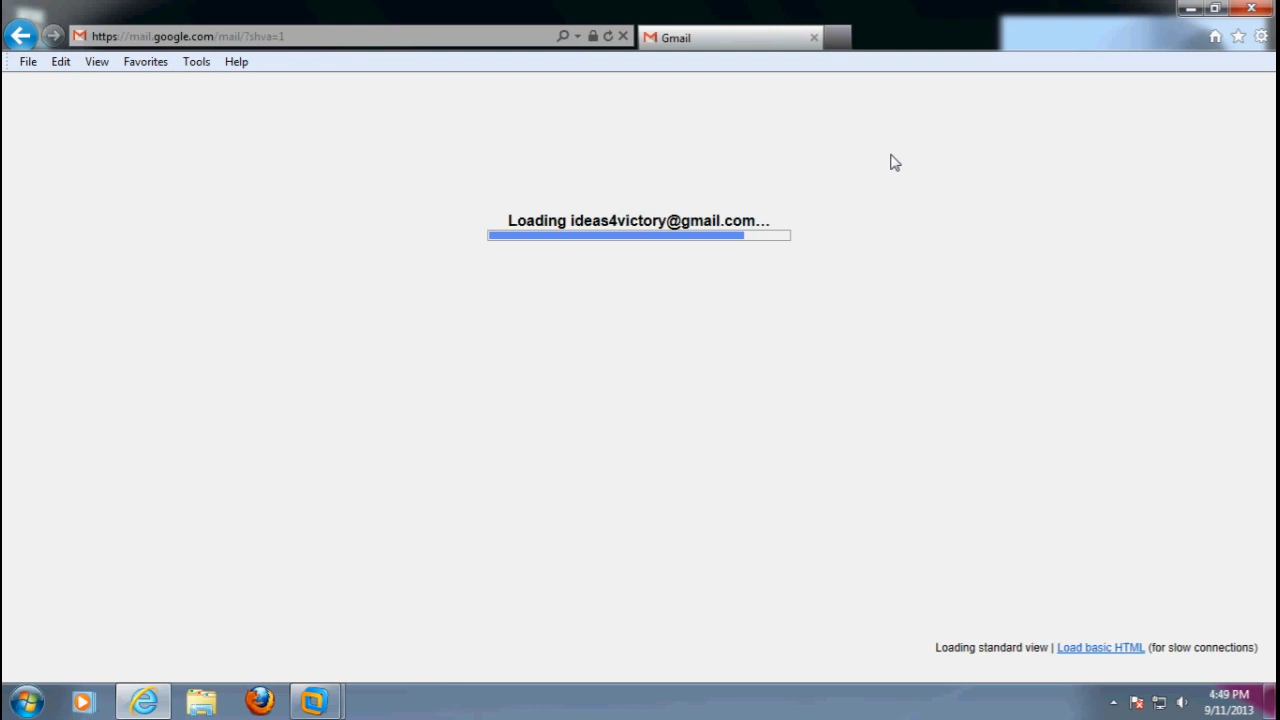 https://mail.google.com/mail/?shva=1
Gmail
File Edit View Favorites Tools Help
Loading ideas4victory@gmail.com…
Loading standard view | Load basic HTML (for slow connections)
4:49 PM
9/11/2013